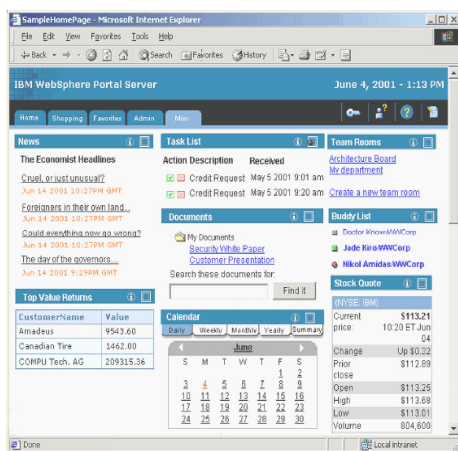 SampleHomePage - Microsoft Internet Explorer
File Edit View Favorites Tools Help
Back Search Favorites History
IBM WebSphere Portal Server
June 4, 2001 - 1:13 PM
Home Shopping Favorites Admin Misc
News
The Economist Headlines
Cruel, or just unusual?
Jun 14 2001 10:27PM GMT
Foreigners in their own land...
Jun 14 2001 10:27PM GMT
Could everything now go wrong?
Jun 14 2001 10:27PM GMT
The day of the governors....
Jun 14 2001 9:29PM GMT
Top Value Returns
CustomerName Value
Amadeus 9543.60
Canadian Tire 1462.00
COMPU Tech. AG 209315.36
Task List
Action Description Received
Credit Request May 5 2001 9:01 am
Credit Request May 5 2001 9:20 am
Documents
My Documents
Security White Paper
Customer Presentation
Search these documents for:
Find it
Calendar
Daily Weekly Monthly Yearly Summary
June
S M T W T F S
1 2
3 4 5 6 7 8 9
10 11 12 13 14 15 16
17 18 19 20 21 22 23
24 25 26 27 28 29 30
Team Rooms
Architecture Board
My department
Create a new team room
Buddy List
Doctor Know/WWCorp
Jade Kiro/WWCorp
Nikol Amidas/WWCorp
Stock Quote
(NYSE: IBM)
Current $113.21
price: 10:20 ET Jun
04
Change Up $0.32
Prior $112.89
close
Open $113.25
High $113.68
Low $113.01
Volume 804,600
Done
Local intranet